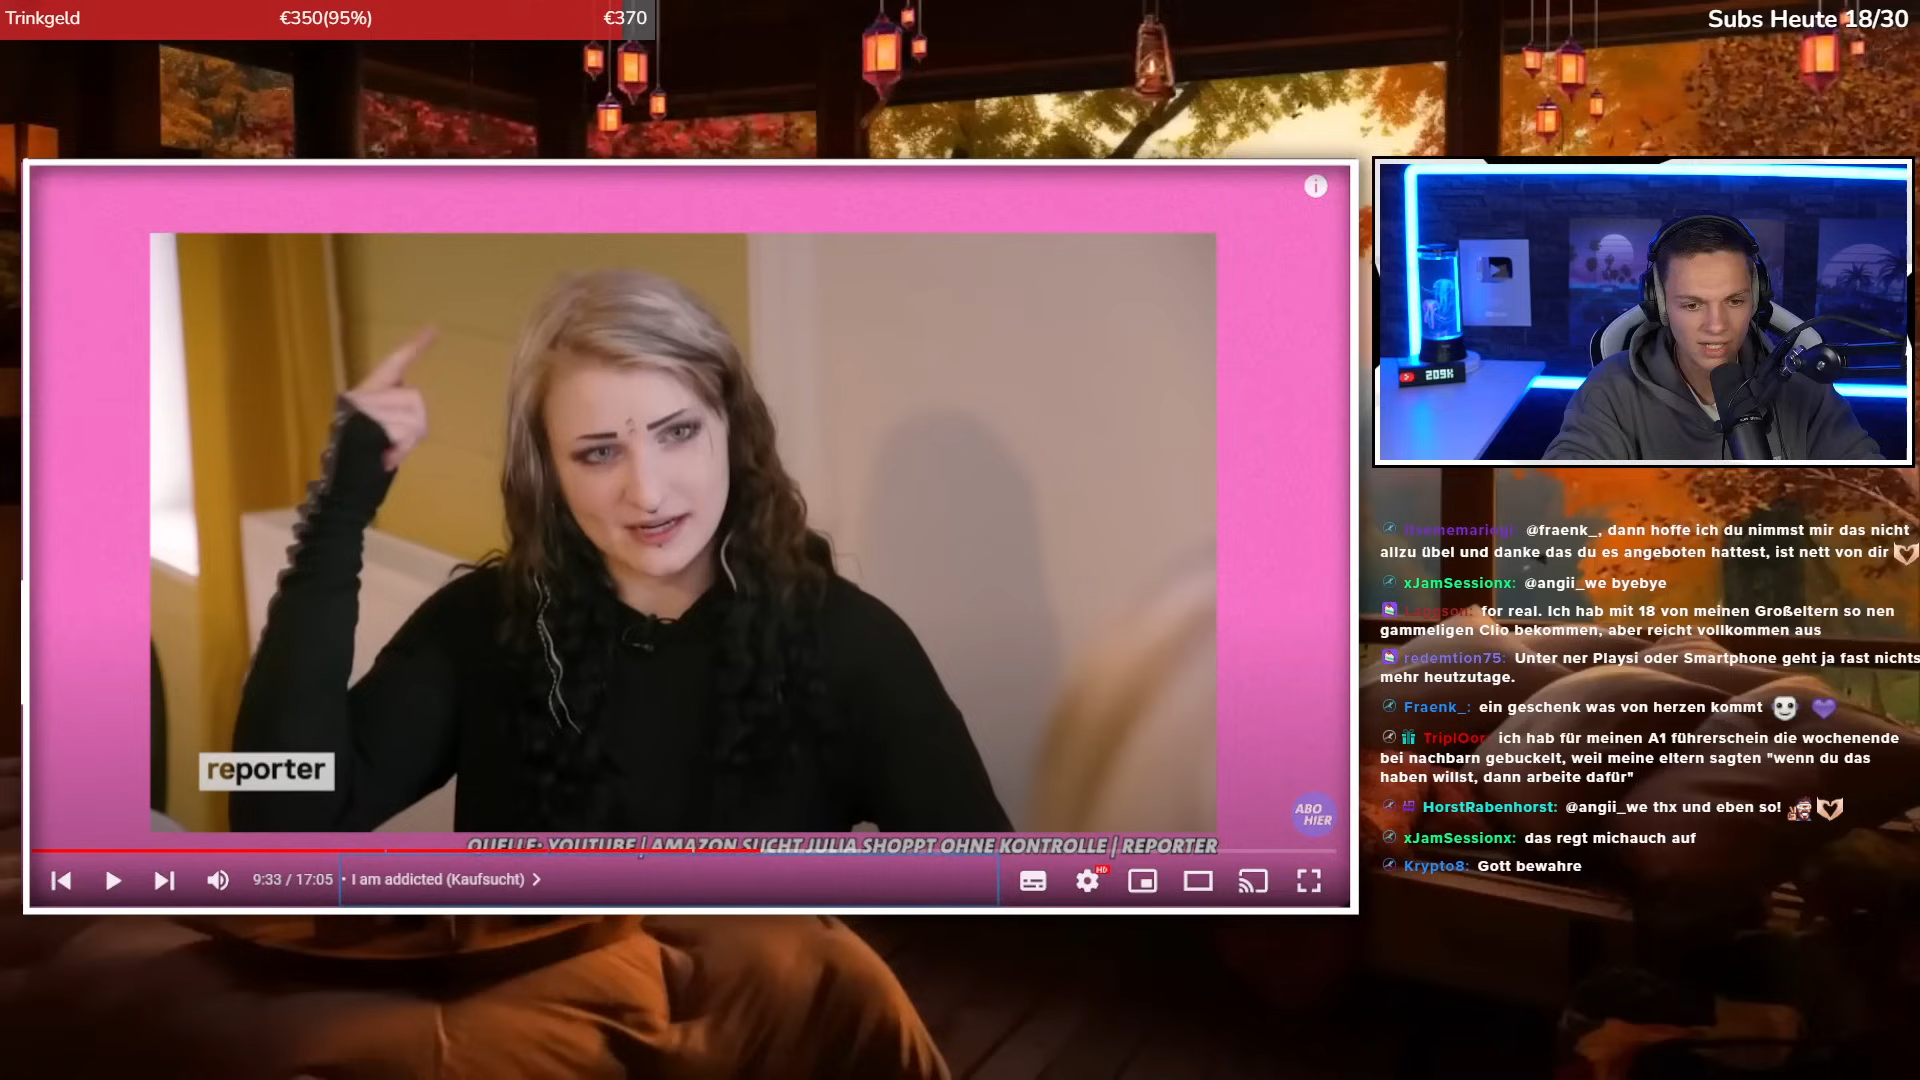 Trinkgeld €350(95%) €370
Subs Heute 18/30
i
209K
reporter
ABO
HIER
QUELLE: YOUTUBE | AMAZON SUCHT JULIA SHOPPT OHNE KONTROLLE | REPORTER
9:33 / 17:05 • I am addicted (Kaufsucht)
HD
@fraenk_, dann hoffe ich du nimmst mir das nicht
allzu übel und danke das du es angeboten hattest, ist nett von dir
xJamSessionx: @angii_we byebye
for real. Ich hab mit 18 von meinen Großeltern so nen
gammeligen Clio bekommen, aber reicht vollkommen aus
redemtion75: Unter ner Playsi oder Smartphone geht ja fast nichts
mehr heutzutage.
Fraenk_: ein geschenk was von herzen kommt
TriplOor: ich hab für meinen A1 führerschein die wochenende
bei nachbarn gebuckelt, weil meine eltern sagten "wenn du das
haben willst, dann arbeite dafür"
HorstRabenhorst: @angii_we thx und eben so!
xJamSessionx: das regt michauch auf
Krypto8: Gott bewahre